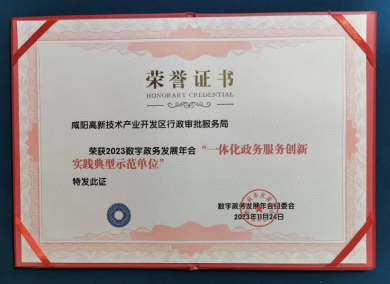 荣誉证书
HONORARY CREDENTIAL
咸阳高新技术产业开发区行政审批服务局
荣获2023数字政务发展年会“一体化政务服务创新
实践典型示范单位”
特发此证
数字政务发展年会组委会
2023年11月24日